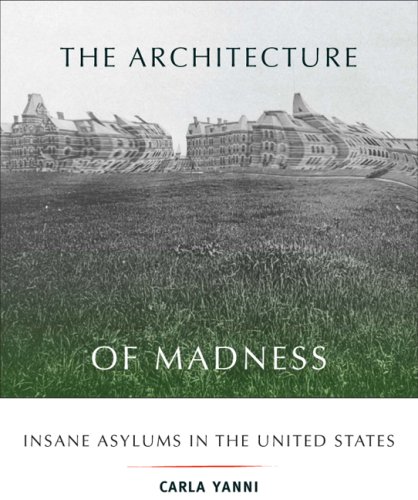 THE ARCHITECTURE
OF MADNESS
INSANE ASYLUMS IN THE UNITED STATES
CARLA YANNI